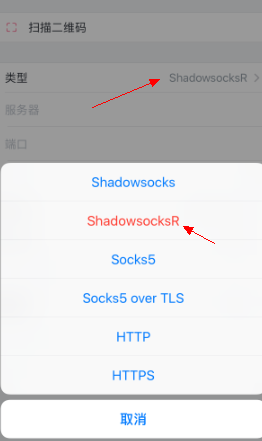 扫描二维码
类型 ShadowsocksR
服务器
端口
Shadowsocks
ShadowsocksR
Socks5
Socks5 over TLS
HTTP
HTTPS
取消